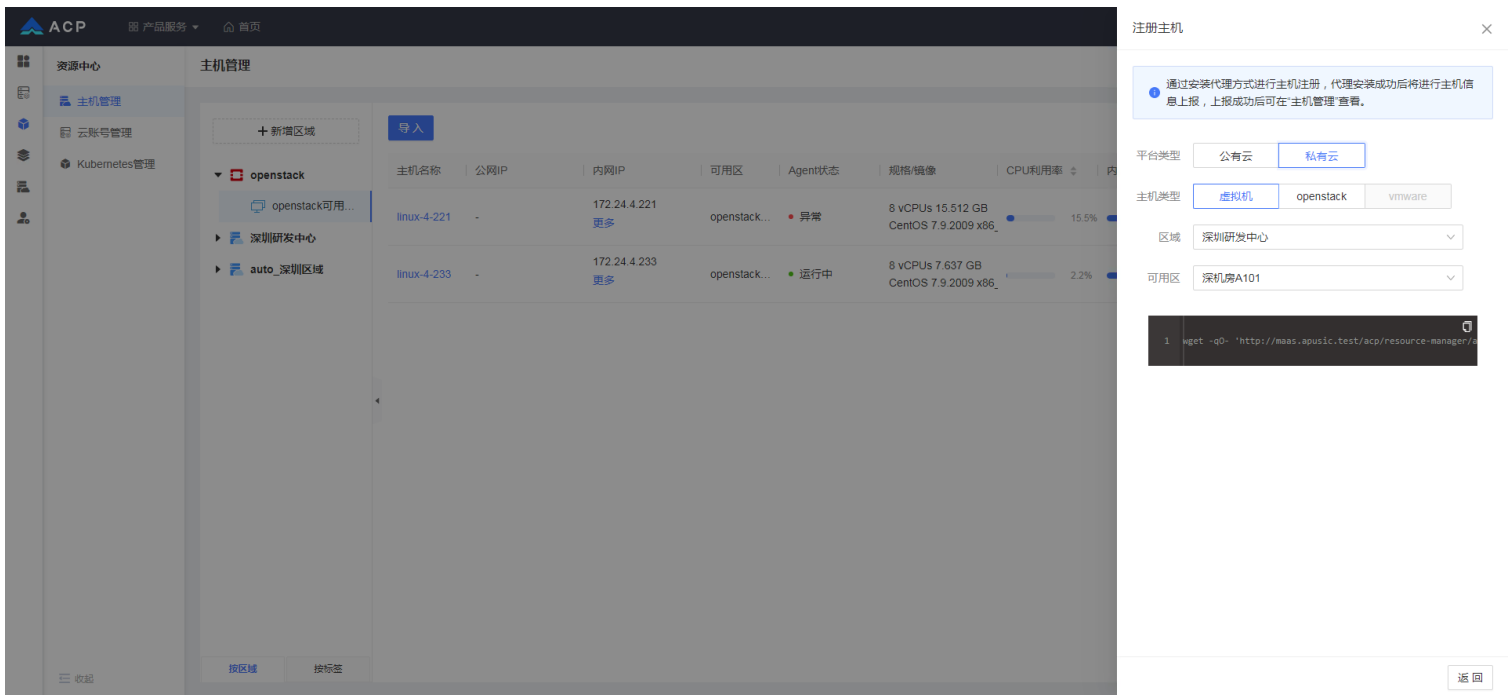 ACP
产品服务
首页
资源中心
主机管理
云账号管理
Kubernetes管理
收起
主机管理
新增区域
openstack
openstack可用...
深圳研发中心
auto_深圳区域
按区域
按标签
导入
主机名称 公网IP 内网IP 可用区 Agent状态 规格/镜像 CPU利用率 内
linux-4-221 - 172.24.4.221 更多 openstack... 异常 8 vCPUs 15.512 GB CentOS 7.9.2009 x86_ 15.5%
linux-4-233 - 172.24.4.233 更多 openstack... 运行中 8 vCPUs 7.637 GB CentOS 7.9.2009 x86_ 2.2%
注册主机
通过安装代理方式进行主机注册，代理安装成功后将进行主机信
息上报，上报成功后可在“主机管理”查看。
平台类型 公有云 私有云
主机类型 虚拟机 openstack vmware
区域 深圳研发中心
可用区 深机房A101
1 wget -qO- 'http://maas.apusic.test/acp/resource-manager/a
返回